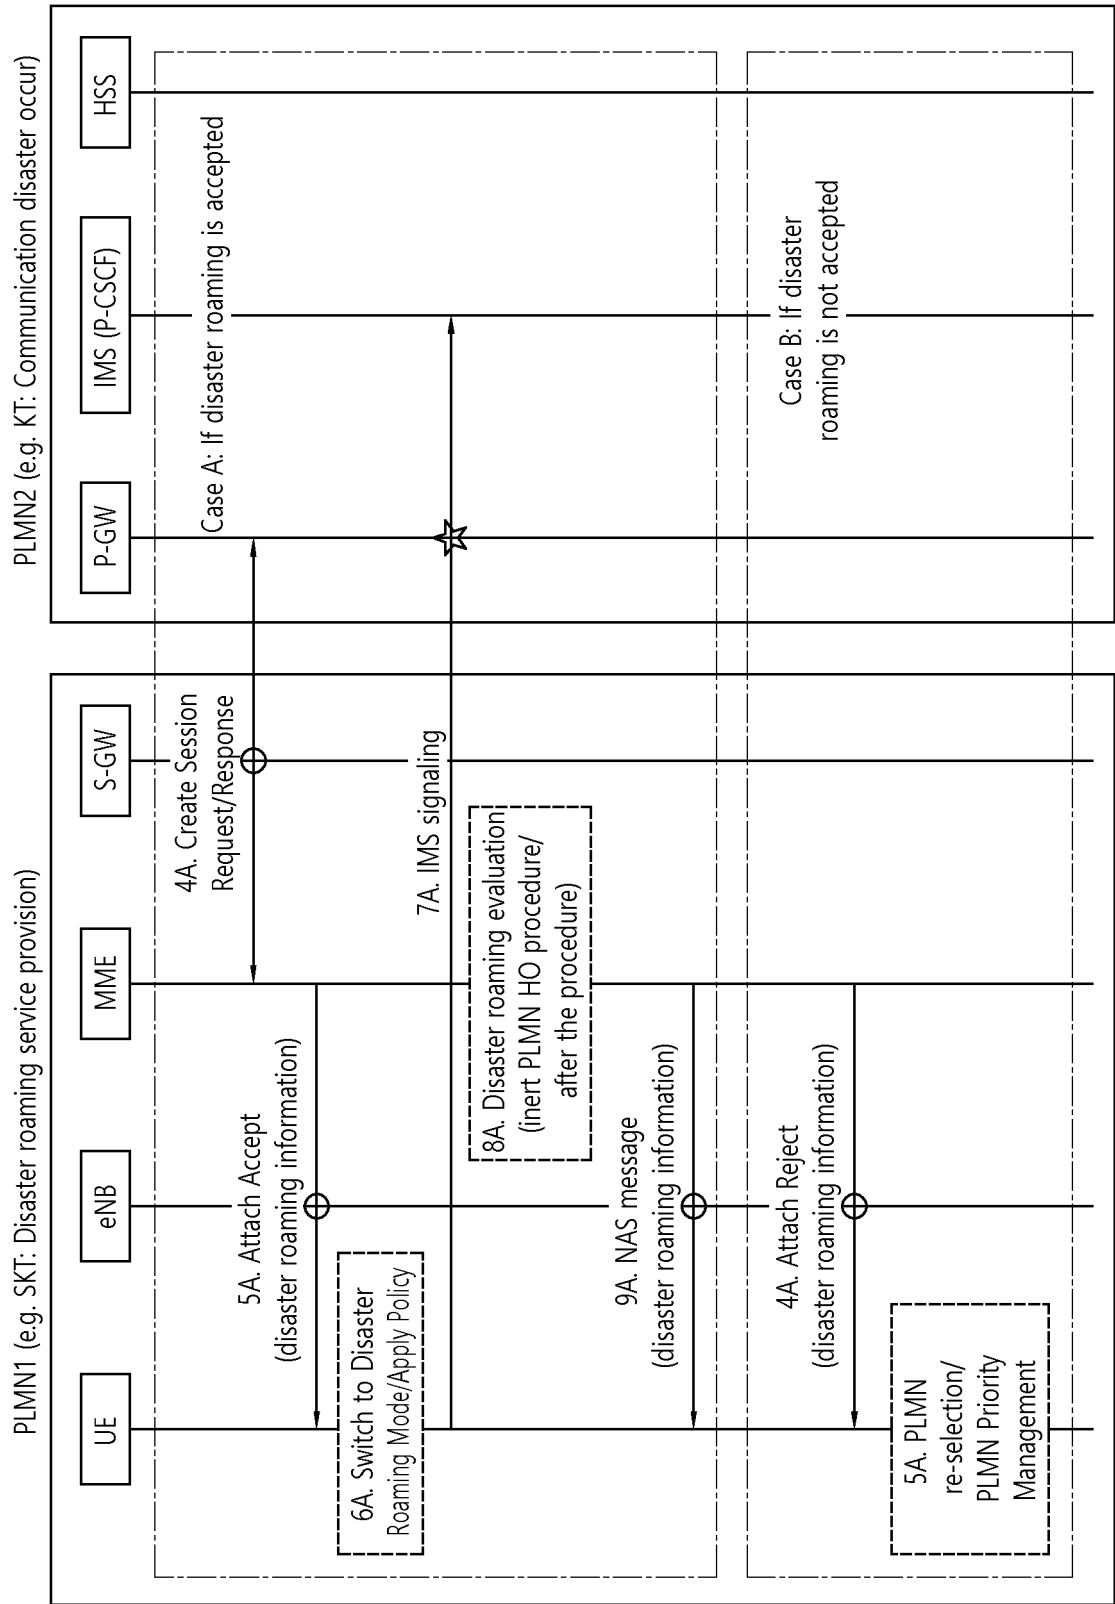 PLMN1 (e.g. SKT: Disaster roaming service provision)
PLMN2 (e.g. KT: Communication disaster occur)
UE
eNB
MME
S-GW
P-GW
IMS (P-CSCF)
HSS
Case A: If disaster roaming is accepted
4A. Create Session
Request/Response
5A. Attach Accept
(disaster roaming information)
6A. Switch to Disaster
Roaming Mode/Apply Policy
7A. IMS signaling
8A. Disaster roaming evaluation
(inert PLMN HO procedure/
after the procedure)
9A. NAS message
(disaster roaming information)
Case B: If disaster
roaming is not accepted
4A. Attach Reject
(disaster roaming information)
5A. PLMN
re-selection/
PLMN Priority
Management